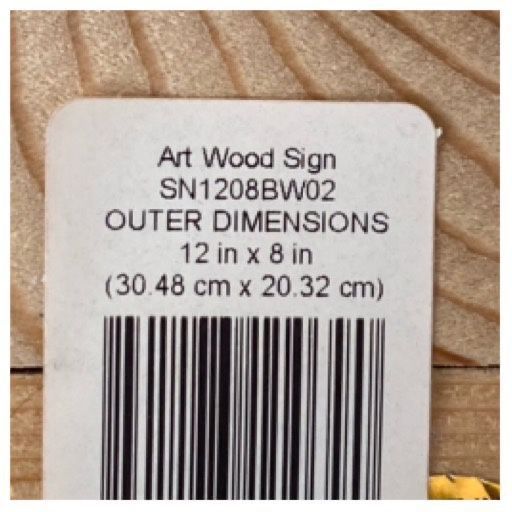 Art Wood Sign
SN1208BW02
OUTER DIMENSIONS
12 in x 8 in
(30.48 cm x 20.32 cm)